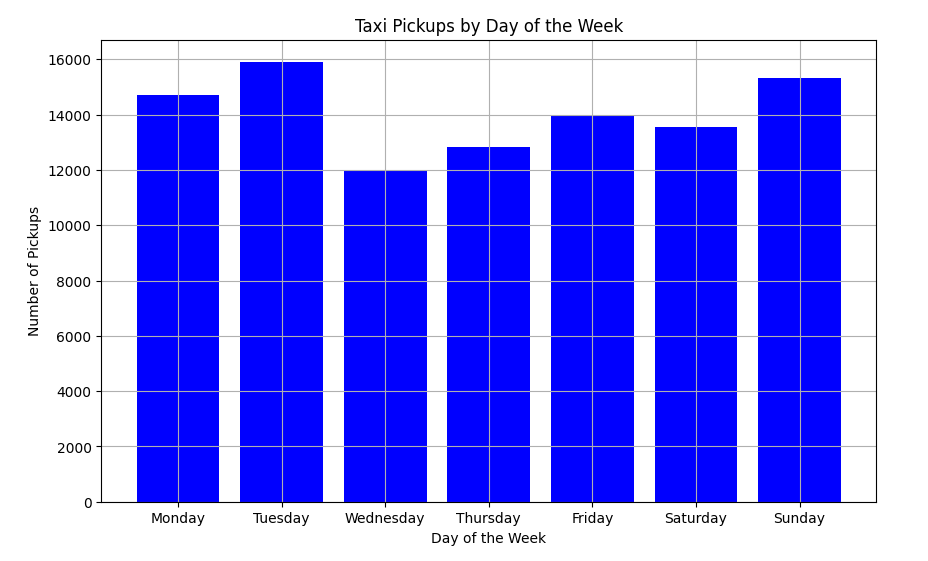 Taxi Pickups by Day of the Week
Number of Pickups
16000
14000
12000
10000
8000
6000
4000
2000
0
Monday Tuesday Wednesday Thursday Friday Saturday Sunday
Day of the Week